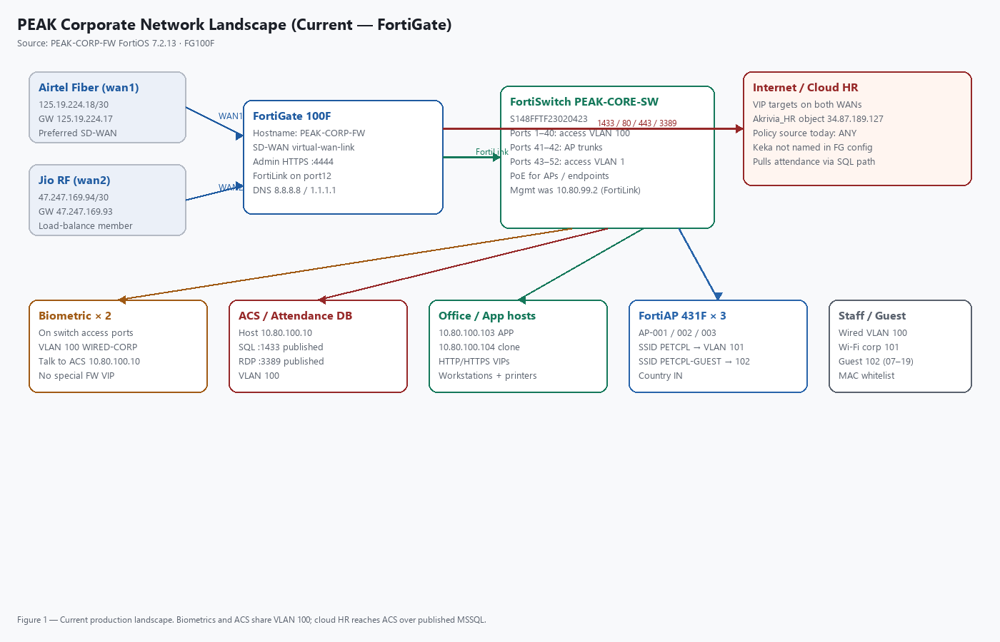 PEAK Corporate Network Landscape (Current — FortiGate)
Source: PEAK-CORP-FW FortiOS 7.2.13 · FG100F
Airtel Fiber (wan1)
125.19.224.18/30
GW 125.19.224.17
Preferred SD-WAN
Jio RF (wan2)
47.247.169.94/30
GW 47.247.169.93
Load-balance member
WAN1
WAN2
FortiGate 100F
Hostname: PEAK-CORP-FW
SD-WAN virtual-wan-link
Admin HTTPS :4444
FortiLink on port12
DNS 8.8.8.8 / 1.1.1.1
FortiLink
FortiSwitch PEAK-CORE-SW
S148FFTF23020423
1433 / 80 / 443 / 3389
Ports 1–40: access VLAN 100
Ports 41–42: AP trunks
Ports 43–52: access VLAN 1
PoE for APs / endpoints
Mgmt was 10.80.99.2 (FortiLink)
Internet / Cloud HR
VIP targets on both WANs
Akrivia_HR object 34.87.189.127
Policy source today: ANY
Keka not named in FG config
Pulls attendance via SQL path
Biometric × 2
On switch access ports
VLAN 100 WIRED-CORP
Talk to ACS 10.80.100.10
No special FW VIP
ACS / Attendance DB
Host 10.80.100.10
SQL :1433 published
RDP :3389 published
VLAN 100
Office / App hosts
10.80.100.103 APP
10.80.100.104 clone
HTTP/HTTPS VIPs
Workstations + printers
FortiAP 431F × 3
AP-001 / 002 / 003
SSID PETCPL → VLAN 101
SSID PETCPL-GUEST → 102
Country IN
Staff / Guest
Wired VLAN 100
Wi-Fi corp 101
Guest 102 (07–19)
MAC whitelist
Figure 1 — Current production landscape. Biometrics and ACS share VLAN 100; cloud HR reaches ACS over published MSSQL.